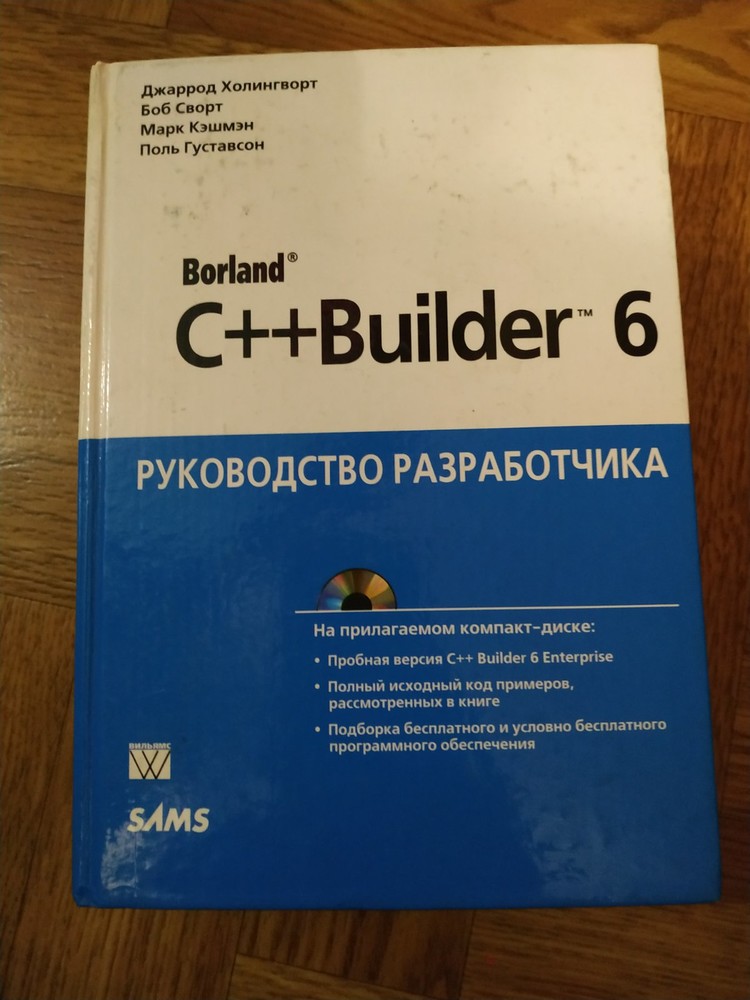 Джаррод Холингворт
Боб Сворт
Марк Кэшмэн
Поль Густавсон
Borland®
C++Builder™ 6
РУКОВОДСТВО РАЗРАБОТЧИКА
На прилагаемом компакт-диске:
• Пробная версия C++ Builder 6 Enterprise
• Полный исходный код примеров,
рассмотренных в книге
• Подборка бесплатного и условно бесплатного
программного обеспечения
ВИЛЬЯМС
W
SAMS